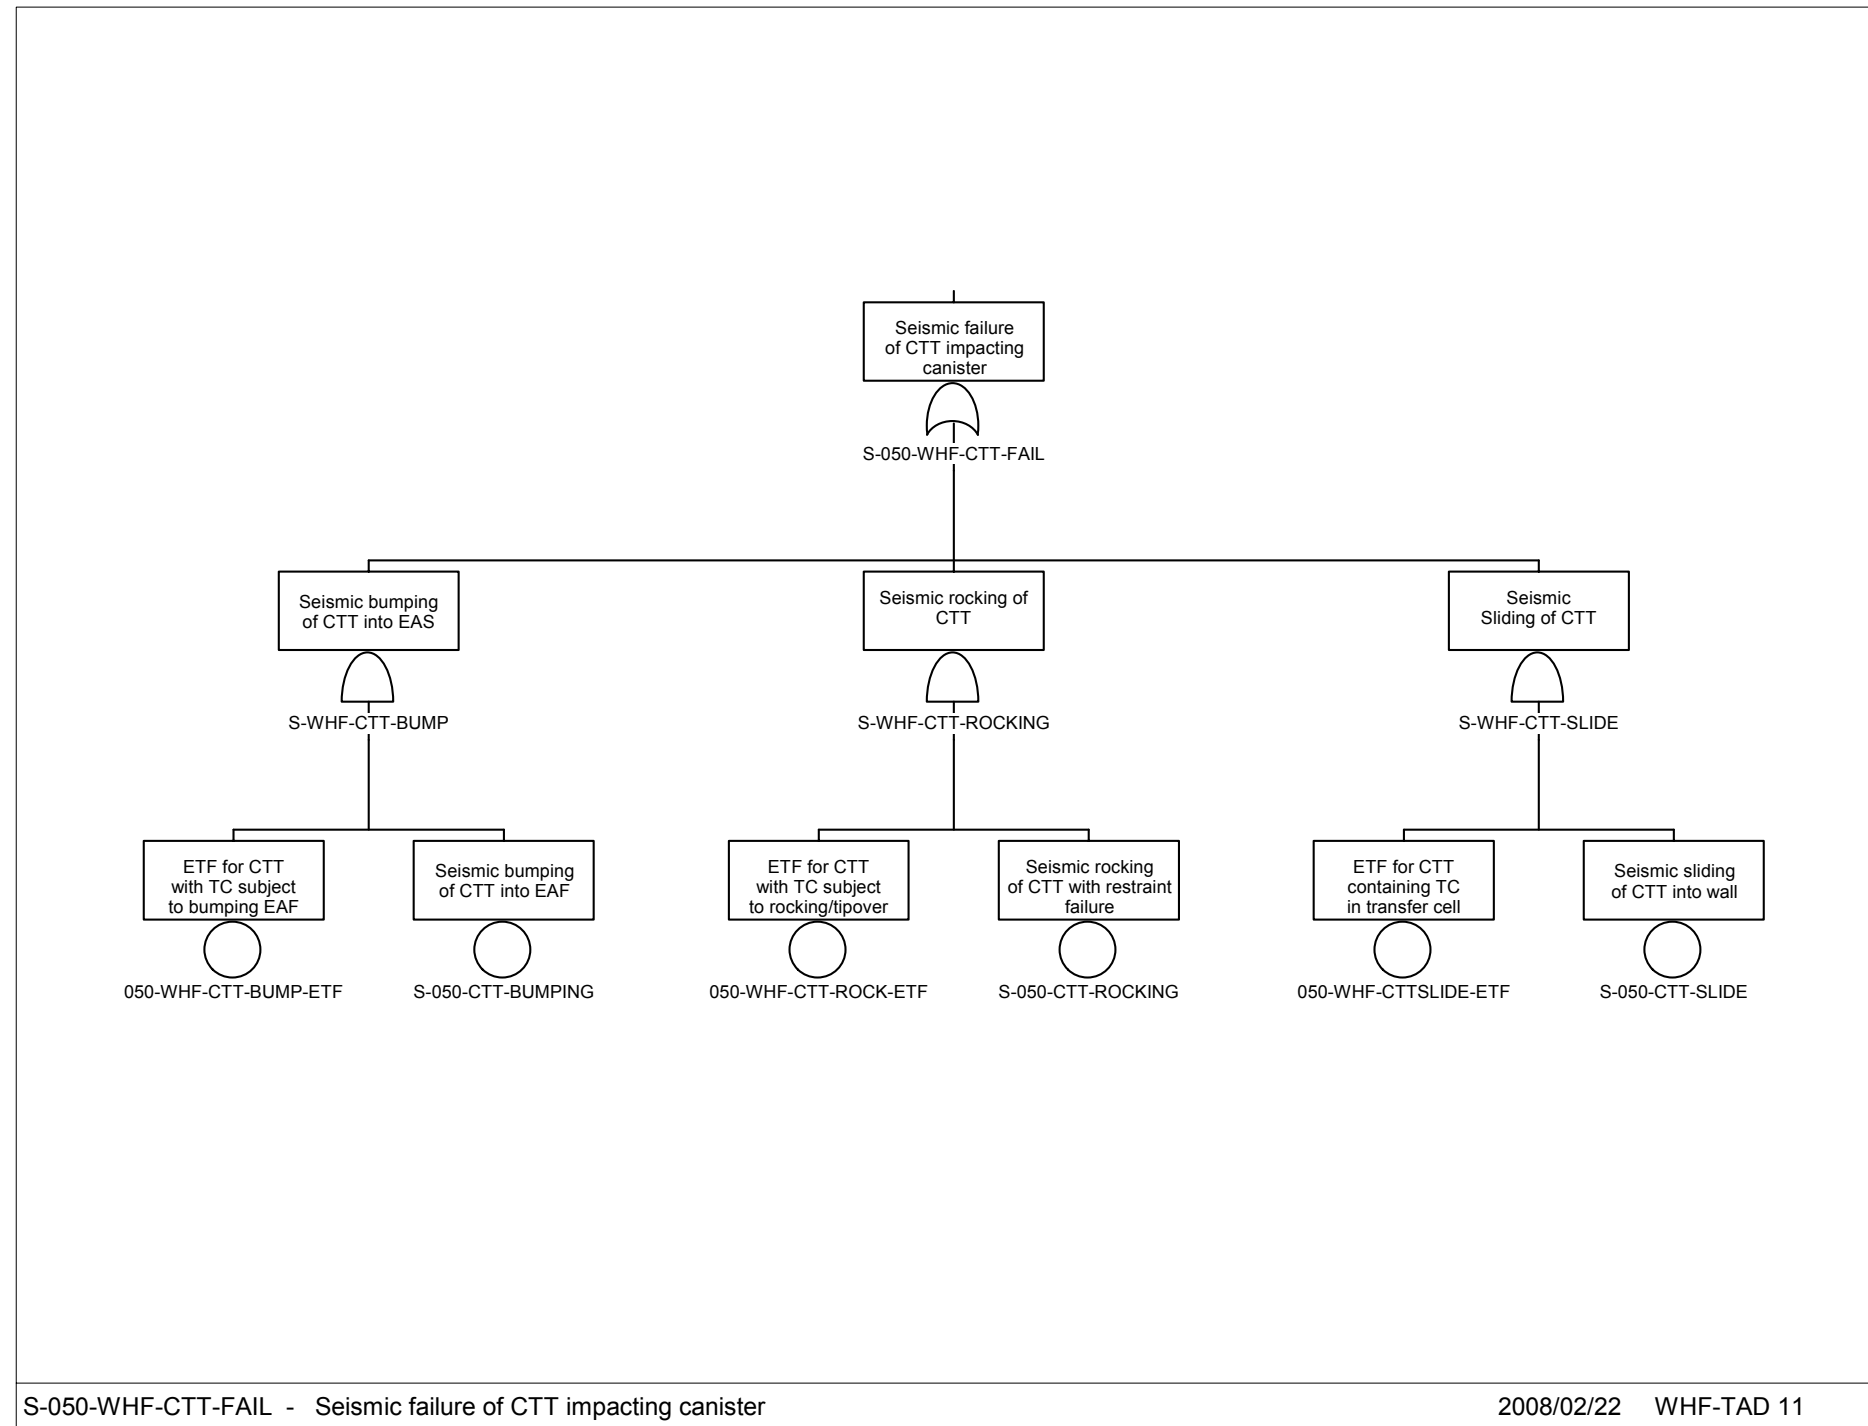 Seismic failure
of CTT impacting
canister
S-050-WHF-CTT-FAIL
Seismic bumping
of CTT into EAS
S-WHF-CTT-BUMP
Seismic rocking of
CTT
S-WHF-CTT-ROCKING
Seismic
Sliding of CTT
S-WHF-CTT-SLIDE
ETF for CTT
with TC subject
to bumping EAF
050-WHF-CTT-BUMP-ETF
Seismic bumping
of CTT into EAF
S-050-CTT-BUMPING
ETF for CTT
with TC subject
to rocking/tipover
050-WHF-CTT-ROCK-ETF
Seismic rocking
of CTT with restraint
failure
S-050-CTT-ROCKING
ETF for CTT
containing TC
in transfer cell
050-WHF-CTTSLIDE-ETF
Seismic sliding
of CTT into wall
S-050-CTT-SLIDE
S-050-WHF-CTT-FAIL - Seismic failure of CTT impacting canister
2008/02/22 WHF-TAD 11